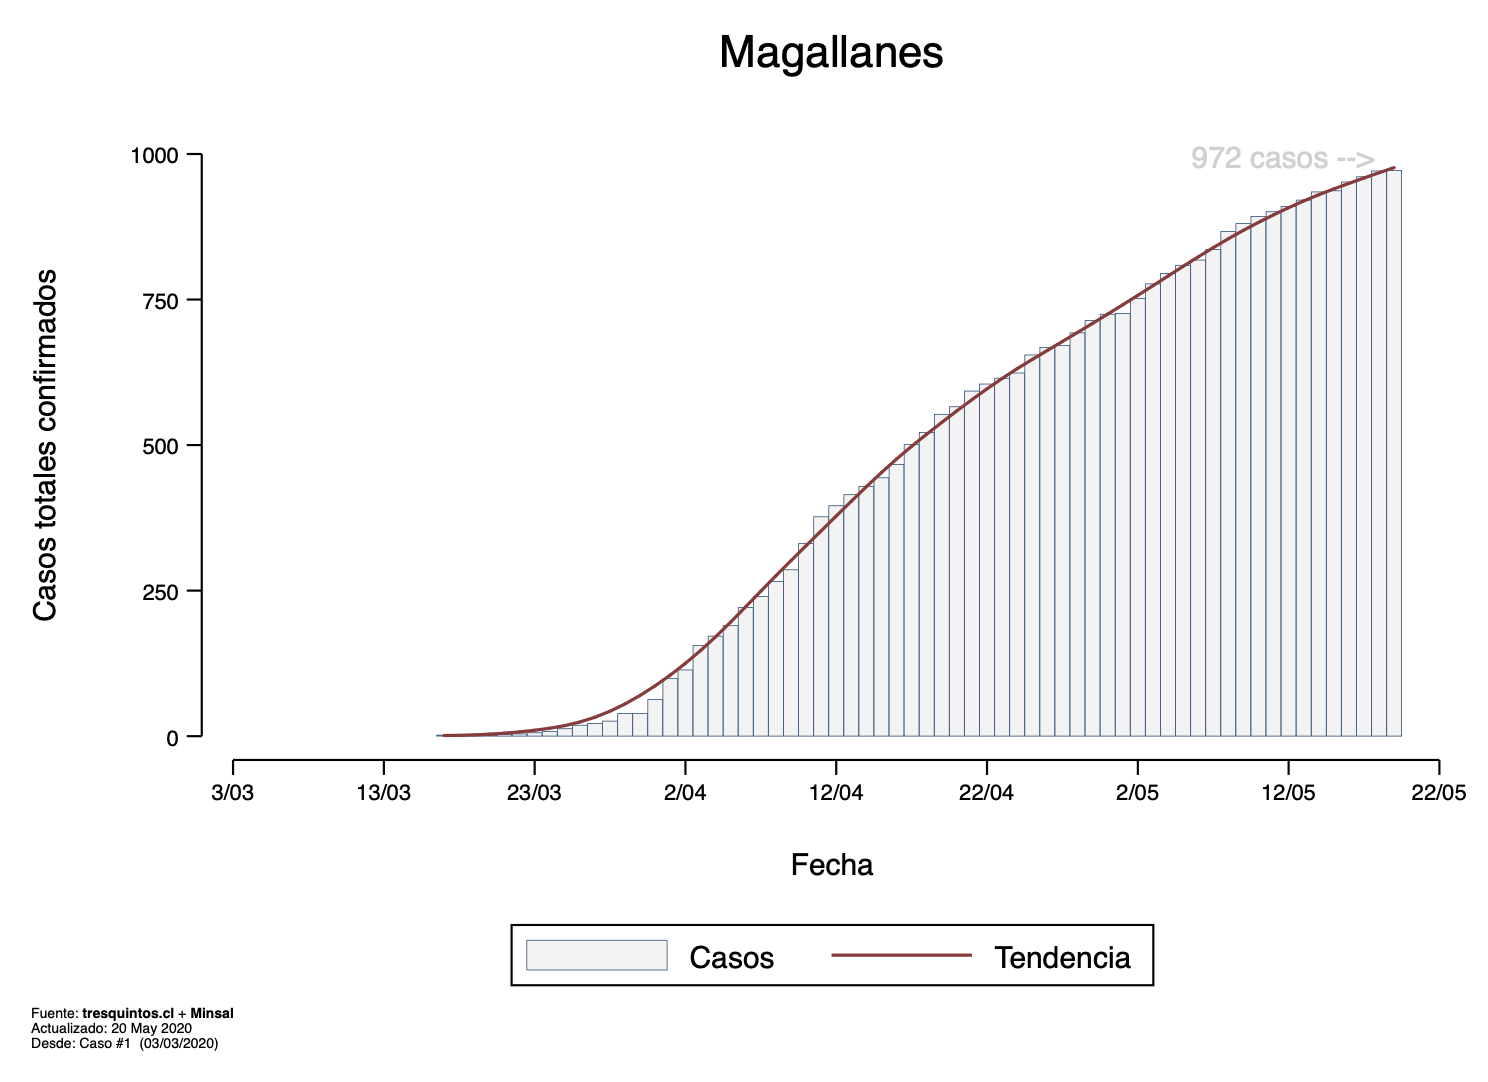 Magallanes
972 casos -->
Casos totales confirmados
1000
750
500
250
0
3/03 13/03 23/03 2/04 12/04 22/04 2/05 12/05 22/05
Fecha
Casos Tendencia
Fuente: tresquintos.cl + Minsal
Actualizado: 20 May 2020
Desde: Caso #1 (03/03/2020)